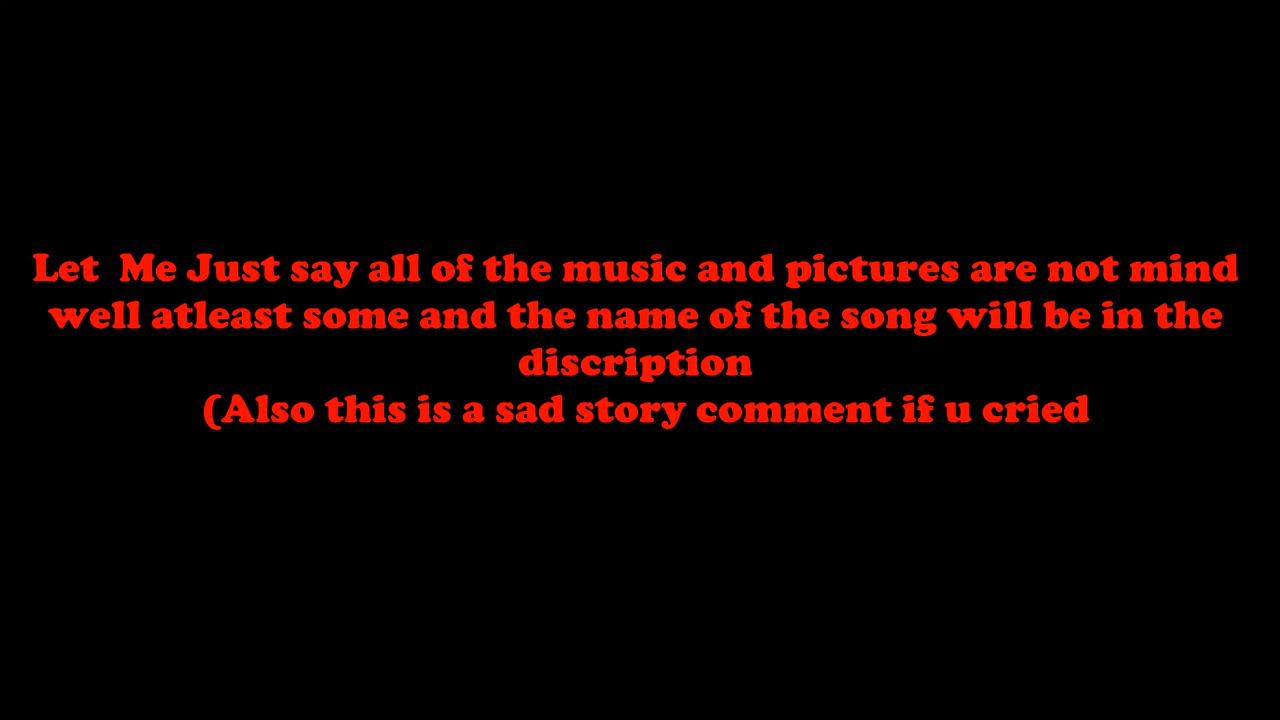 Let  Me Just say all of the music and pictures are not mind
well atleast some and the name of the song will be in the
discription
(Also this is a sad story comment if u cried